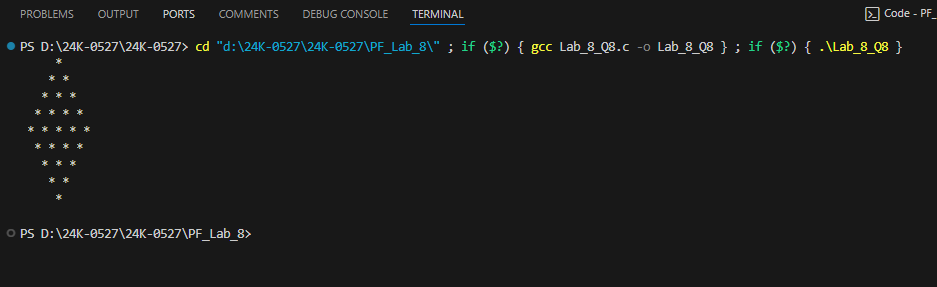 PROBLEMS OUTPUT PORTS COMMENTS DEBUG CONSOLE TERMINAL Code - PF_
PS D:\24K-0527\24K-0527> cd "d:\24K-0527\24K-0527\PF_Lab_8\" ; if ($?) { gcc Lab_8_Q8.c -o Lab_8_Q8 } ; if ($?) { .\Lab_8_Q8 }
    *
   * *
  * * *
 * * * *
* * * * *
 * * * *
  * * *
   * *
    *
PS D:\24K-0527\24K-0527\PF_Lab_8>